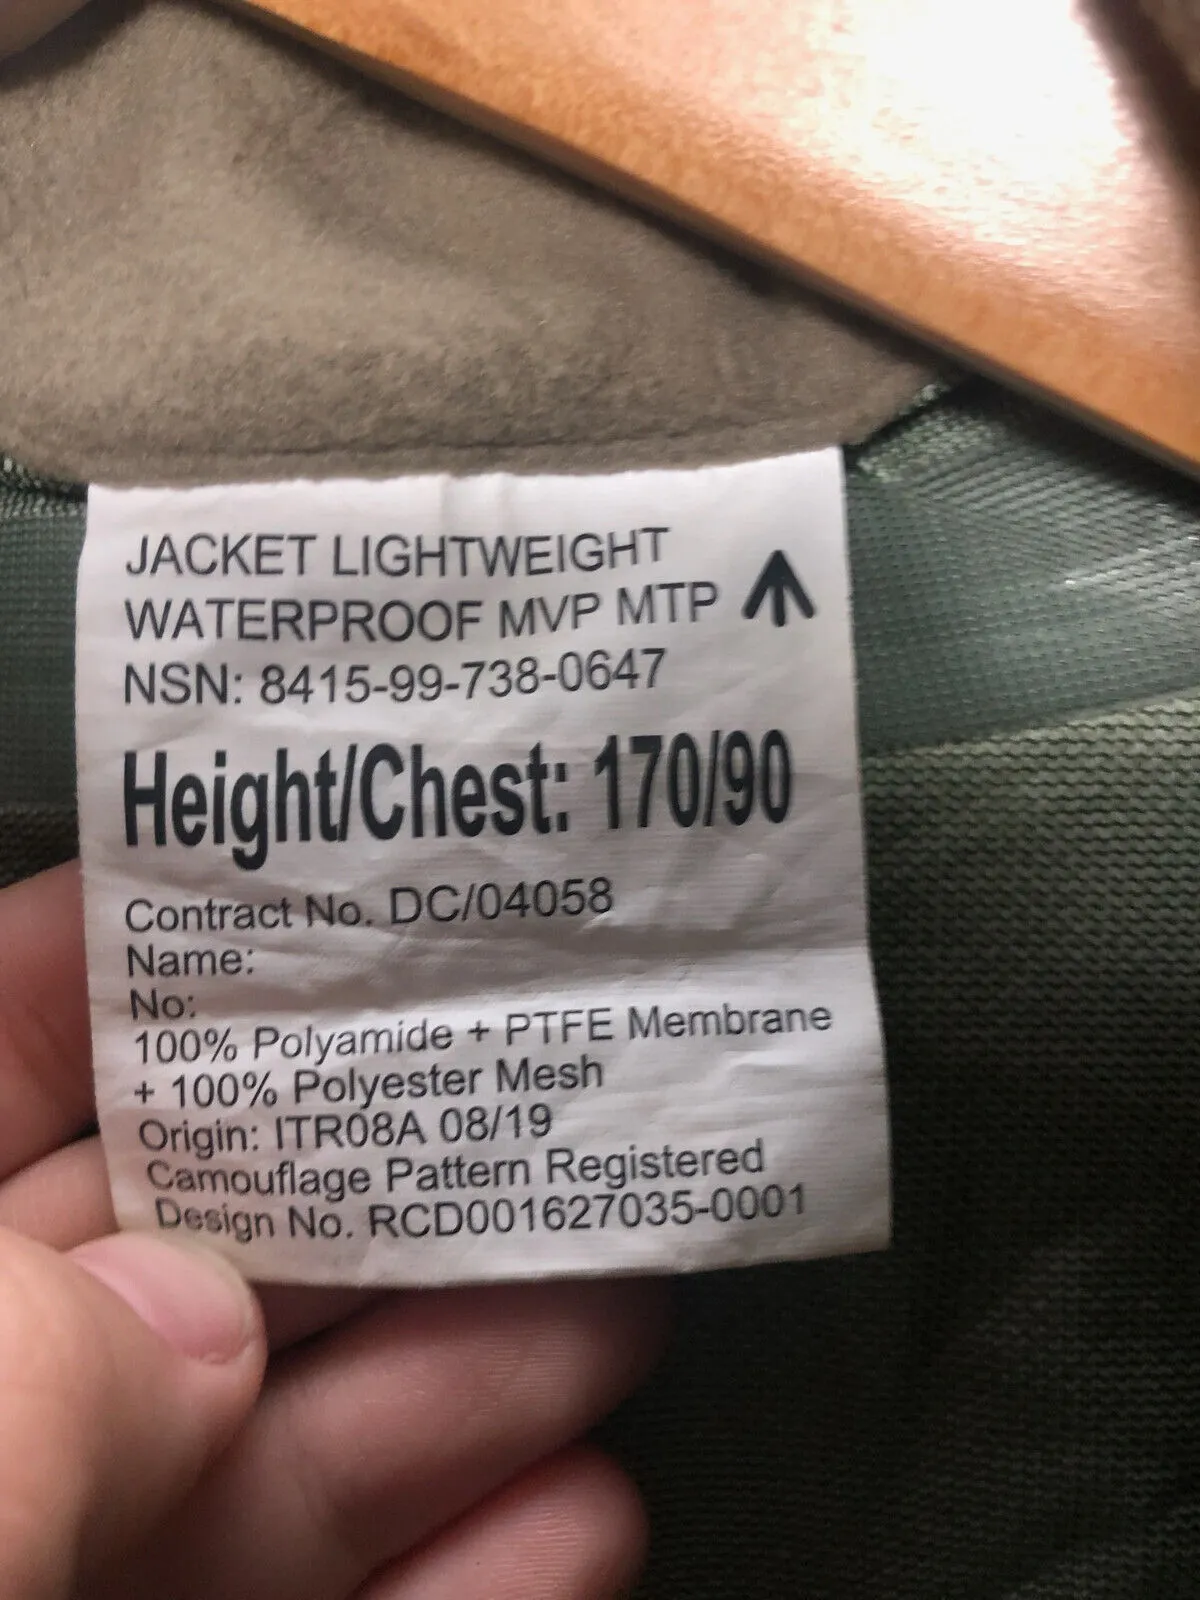 JACKET LIGHTWEIGHT
WATERPROOF MVP MTP
NSN: 8415-99-738-0647
Height/Chest: 170/90
Contract No. DC/04058
Name:
No:
100% Polyamide + PTFE Membrane
+ 100% Polyester Mesh
Origin: ITR08A 08/19
Camouflage Pattern Registered
Design No. RCD001627035-0001